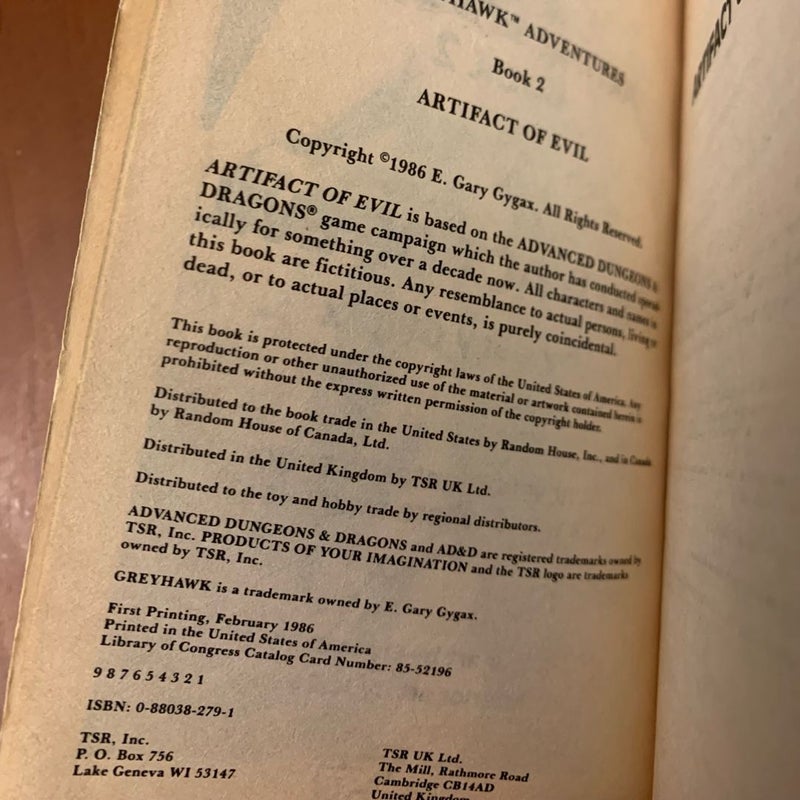 HAWK™ ADVENTURES
Book 2
ARTIFACT OF EVIL
Copyright ©1986 E. Gary Gygax. All Rights Reserved.
ARTIFACT OF EVIL is based on the ADVANCED DUNGEONS &
DRAGONS® game campaign which the author has conducted
ically for something over a decade now. All characters and names in
this book are fictitious. Any resemblance to actual persons, living or
dead, or to actual places or events, is purely coincidental.
This book is protected under the copyright laws of the United States of America. Any
reproduction or other unauthorized use of the material or artwork contained herein is
prohibited without the express written permission of the copyright holder.
Distributed to the book trade in the United States by Random House, Inc., and in Canada
by Random House of Canada, Ltd.
Distributed in the United Kingdom by TSR UK Ltd.
Distributed to the toy and hobby trade by regional distributors.
ADVANCED DUNGEONS & DRAGONS and AD&D are registered trademarks owned by
TSR, Inc. PRODUCTS OF YOUR IMAGINATION and the TSR logo are trademarks
owned by TSR, Inc.
GREYHAWK is a trademark owned by E. Gary Gygax.
First Printing, February 1986
Printed in the United States of America
Library of Congress Catalog Card Number: 85-52196
9 8 7 6 5 4 3 2 1
ISBN: 0-88038-279-1
TSR, Inc.
P. O. Box 756
Lake Geneva WI 53147
TSR UK Ltd.
The Mill, Rathmore Road
Cambridge CB14AD
United Kingdom
ARTIFACT